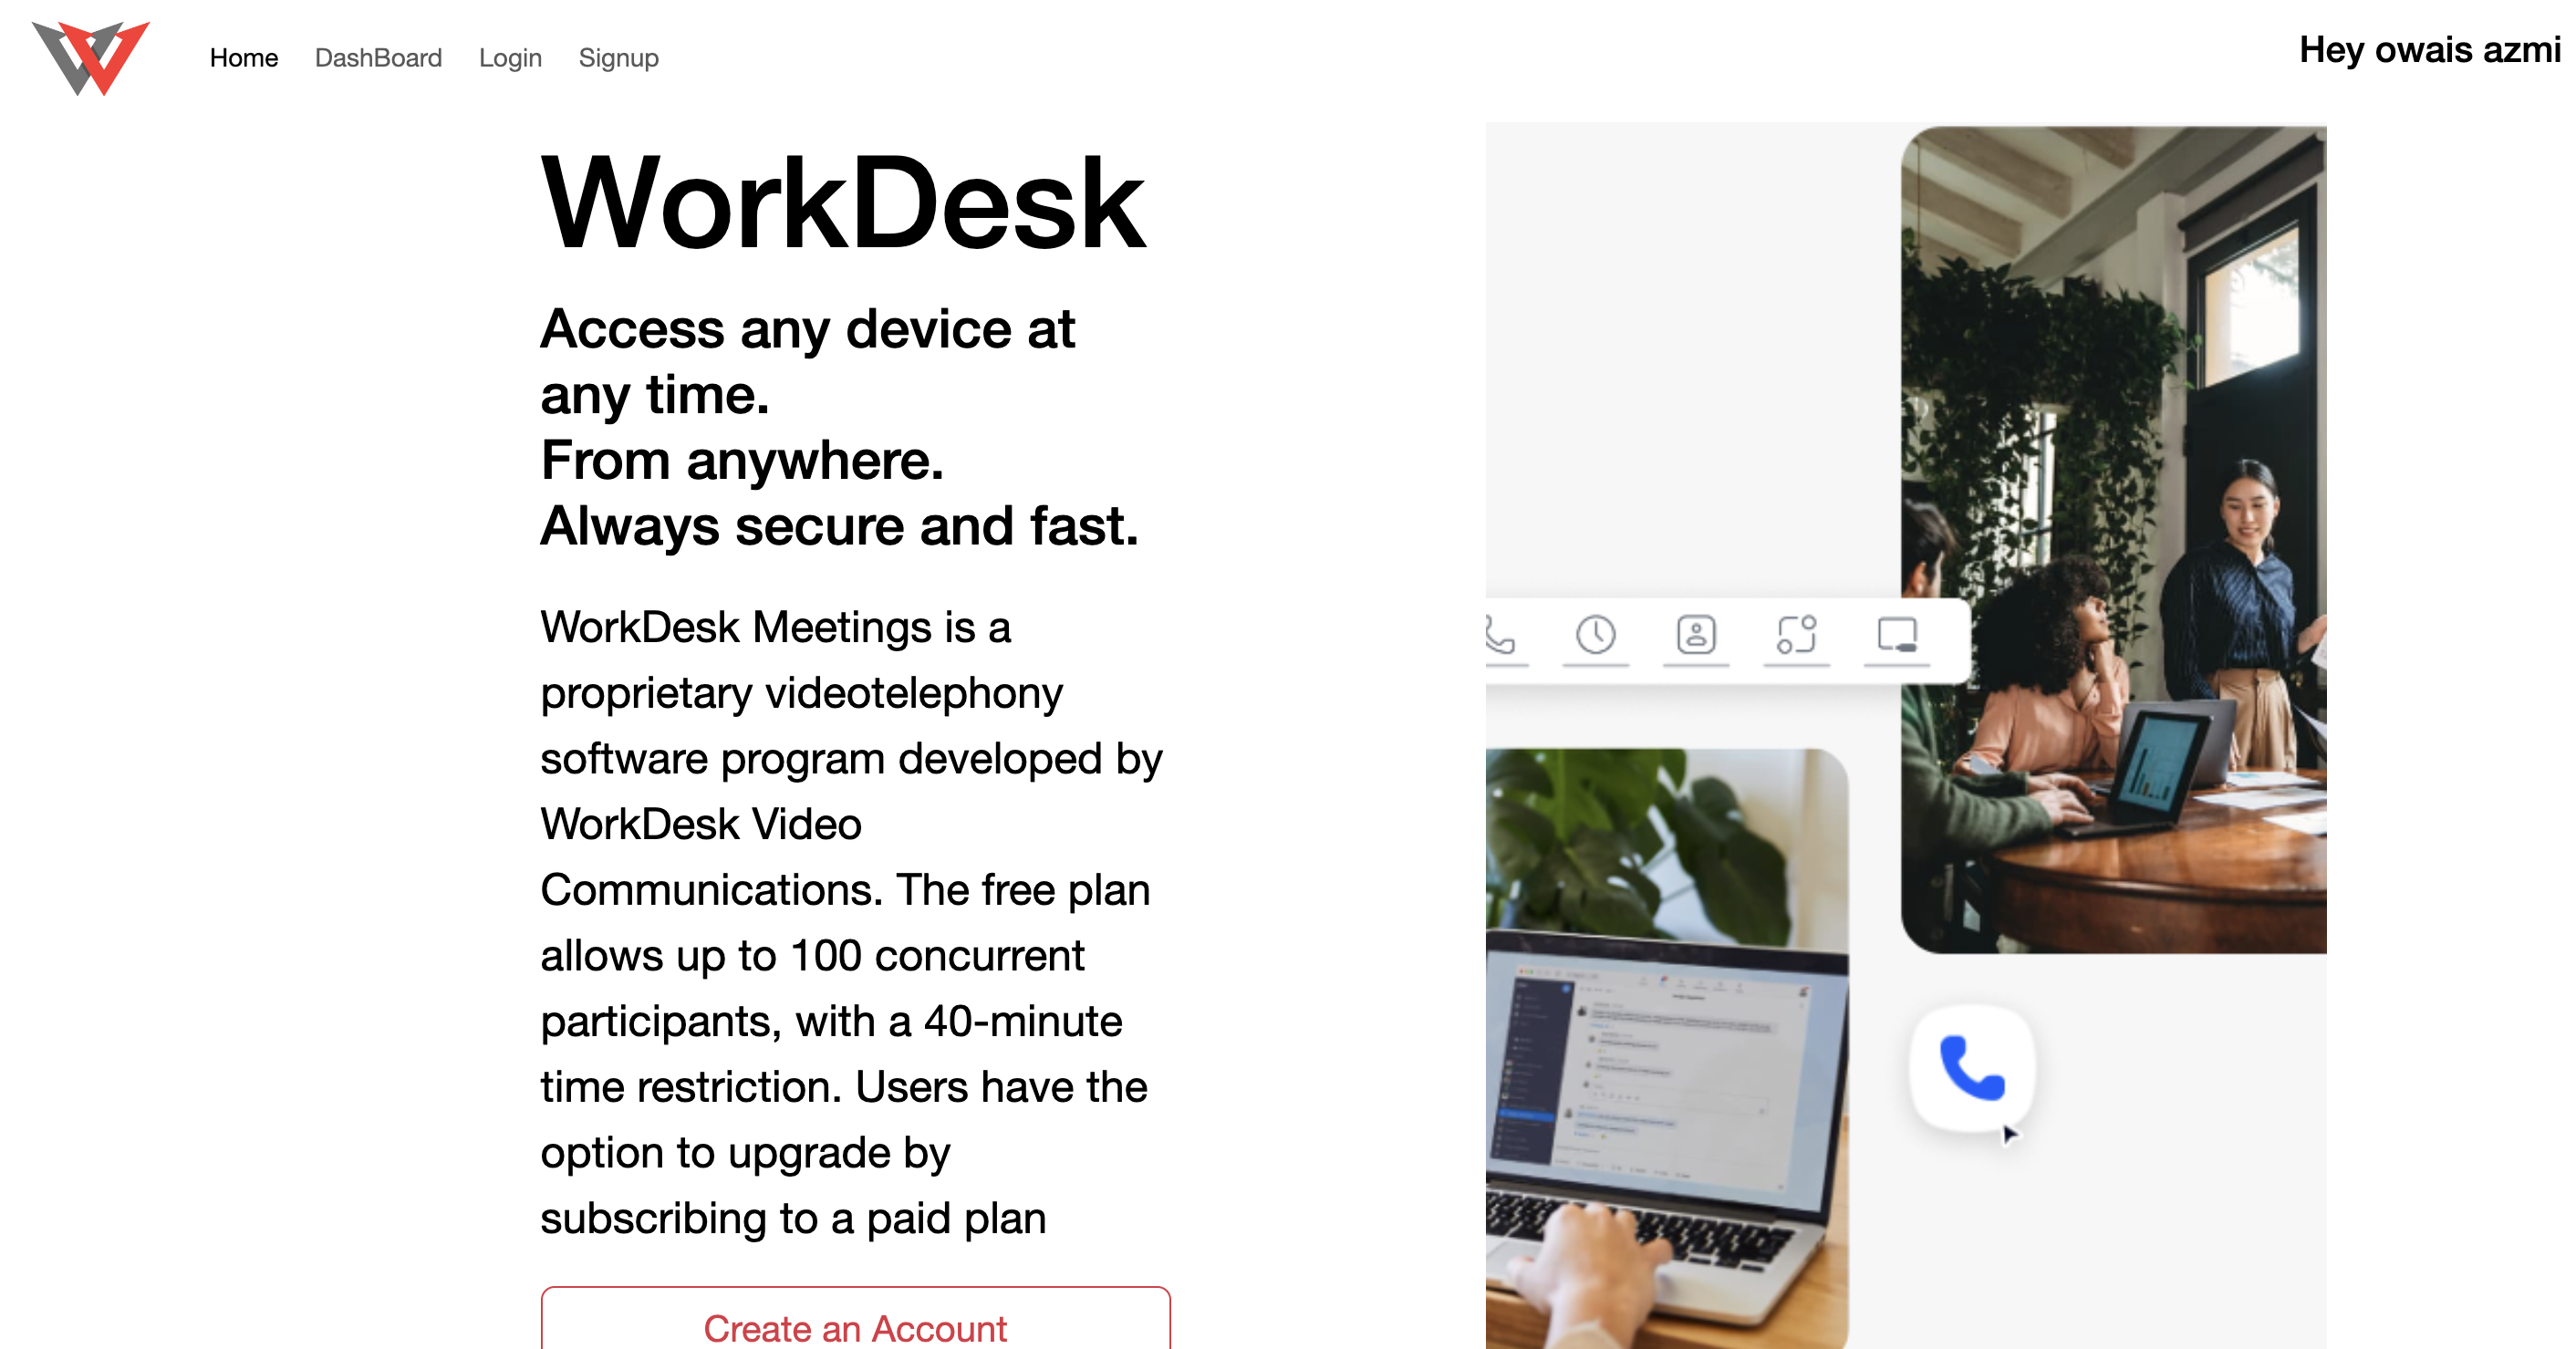 Home DashBoard Login Signup
Hey owais azmi
WorkDesk
Access any device at
any time.
From anywhere.
Always secure and fast.
WorkDesk Meetings is a
proprietary videotelephony
software program developed by
WorkDesk Video
Communications. The free plan
allows up to 100 concurrent
participants, with a 40-minute
time restriction. Users have the
option to upgrade by
subscribing to a paid plan
Create an Account